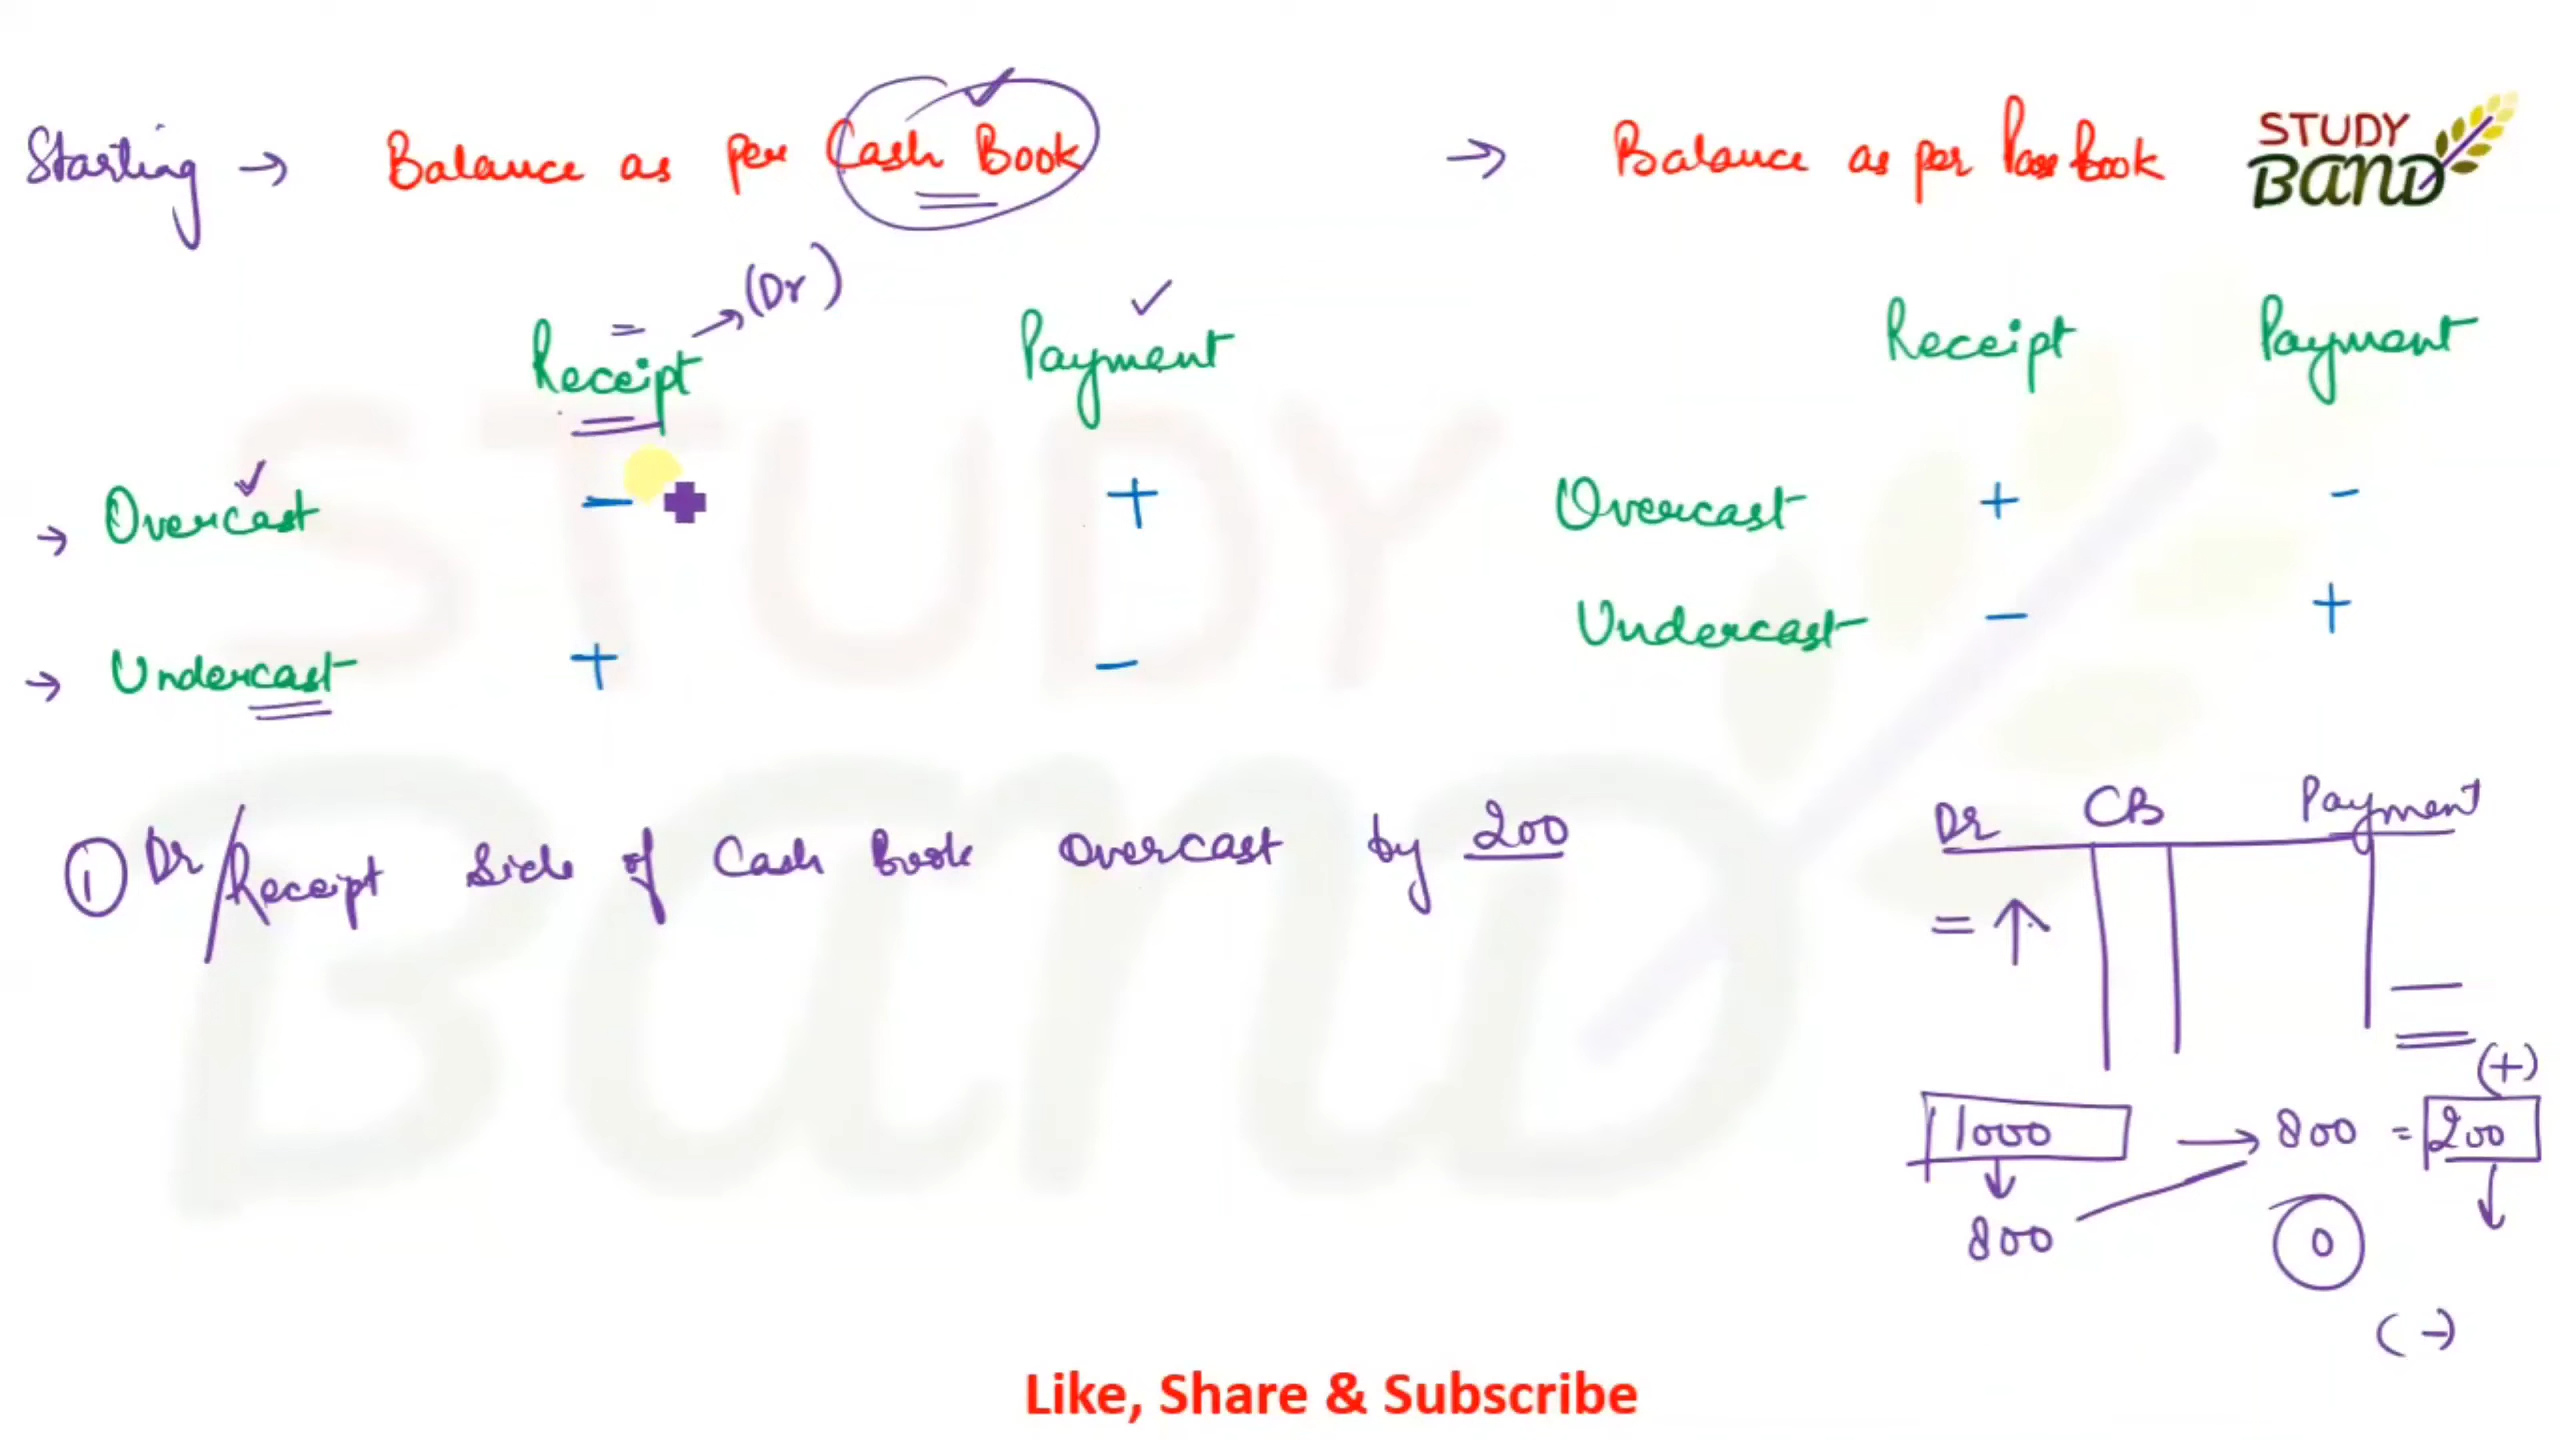 Starting → Balance as per Cash Book → Balance as per Pass Book
STUDY
BAND
Receipt → (Dr) Payment Receipt Payment
→ Overcast - + Overcast + -
→ Undercast + - Undercast - +
① Dr/Receipt side of Cash Book Overcast by 200
Dr CB Payment
= ↑
(+)
1000 → 800 = 200
800
0
(-)
Like, Share & Subscribe
STUDY
BAND